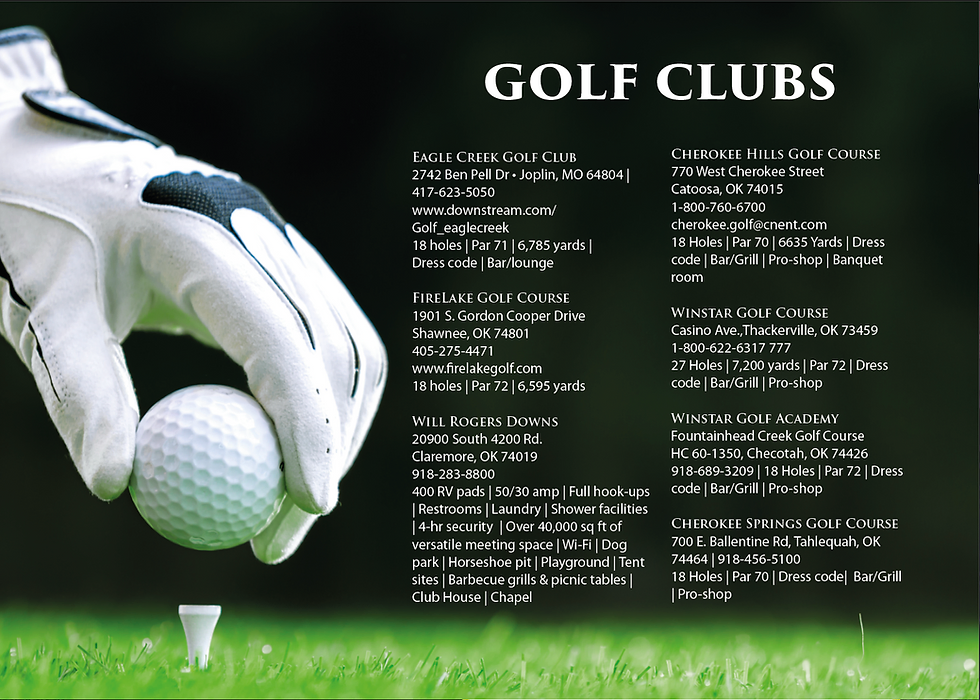 GOLF CLUBS
Eagle Creek Golf Club
2742 Ben Pell Dr • Joplin, MO 64804 |
417-623-5050
www.downstream.com/
Golf_eaglecreek
18 holes | Par 71 | 6,785 yards |
Dress code | Bar/lounge
FireLake Golf Course
1901 S. Gordon Cooper Drive
Shawnee, OK 74801
405-275-4471
www.firelakegolf.com
18 holes | Par 72 | 6,595 yards
Will Rogers Downs
20900 South 4200 Rd.
Claremore, OK 74019
918-283-8800
400 RV pads | 50/30 amp | Full hook-ups
| Restrooms | Laundry | Shower facilities
| 4-hr security | Over 40,000 sq ft of
versatile meeting space | Wi-Fi | Dog
park | Horseshoe pit | Playground | Tent
sites | Barbecue grills & picnic tables |
Club House | Chapel
Cherokee Hills Golf Course
770 West Cherokee Street
Catoosa, OK 74015
1-800-760-6700
cherokee.golf@cnent.com
18 Holes | Par 70 | 6635 Yards | Dress
code | Bar/Grill | Pro-shop | Banquet
room
Winstar Golf Course
Casino Ave.,Thackerville, OK 73459
1-800-622-6317 777
27 Holes | 7,200 yards | Par 72 | Dress
code | Bar/Grill | Pro-shop
Winstar Golf Academy
Fountainhead Creek Golf Course
HC 60-1350, Checotah, OK 74426
918-689-3209 | 18 Holes | Par 72 | Dress
code | Bar/Grill | Pro-shop
Cherokee Springs Golf Course
700 E. Ballentine Rd, Tahlequah, OK
74464 | 918-456-5100
18 Holes | Par 70 | Dress code| Bar/Grill
| Pro-shop